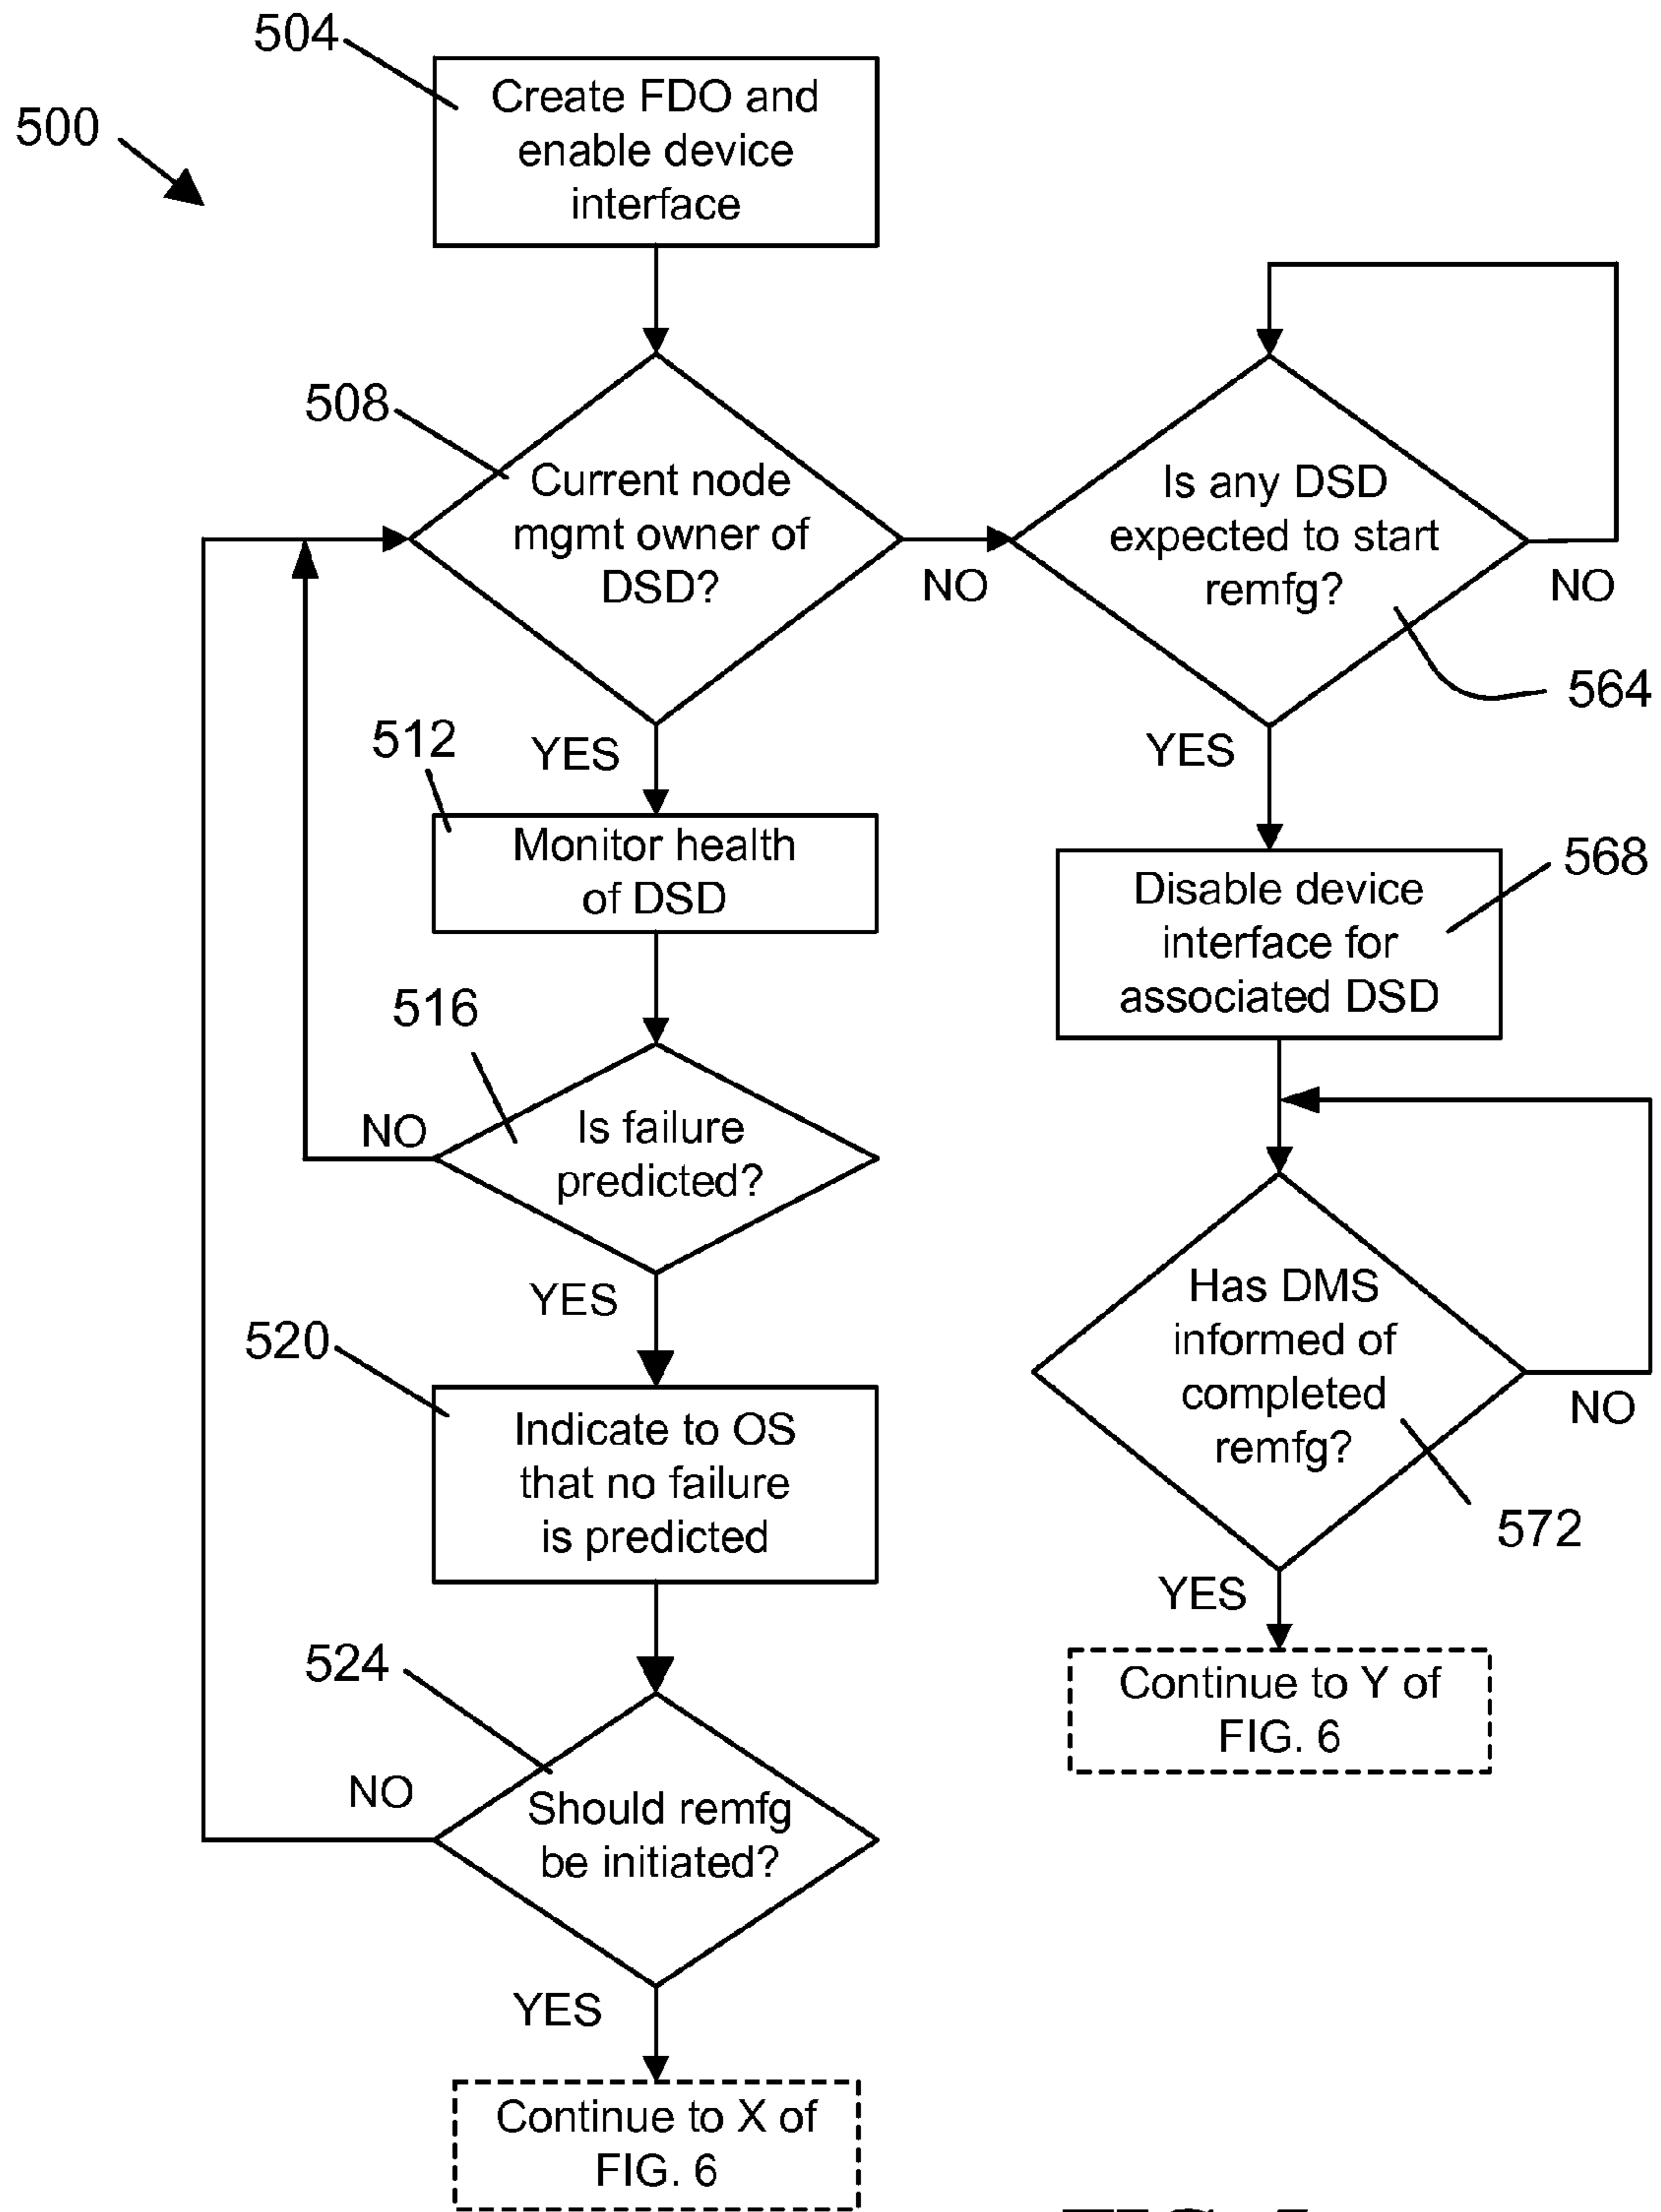 504
500
Create FDO and
enable device
interface
508
Current node
mgmt owner of
DSD?
NO
Is any DSD
expected to start
remfg?
NO
564
YES
YES
512
Monitor health
of DSD
568
Disable device
interface for
associated DSD
516
NO
Is failure
predicted?
YES
520
Indicate to OS
that no failure
is predicted
Has DMS
informed of
completed
remfg?
NO
572
YES
Continue to Y of
FIG. 6
524
NO
Should remfg
be initiated?
YES
Continue to X of
FIG. 6